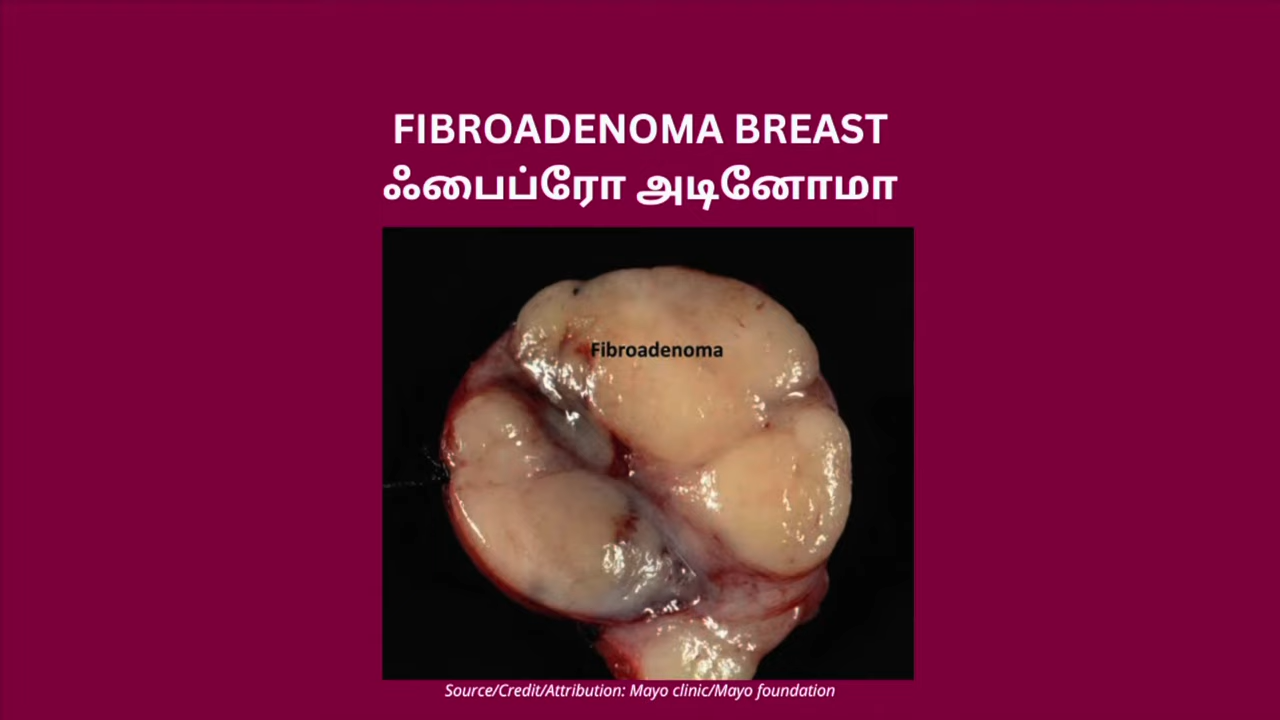 FIBROADENOMA BREAST
ஃபைப்ரோ அடினோமா
Fibroadenoma
Source/Credit/Attribution: Mayo clinic/Mayo foundation